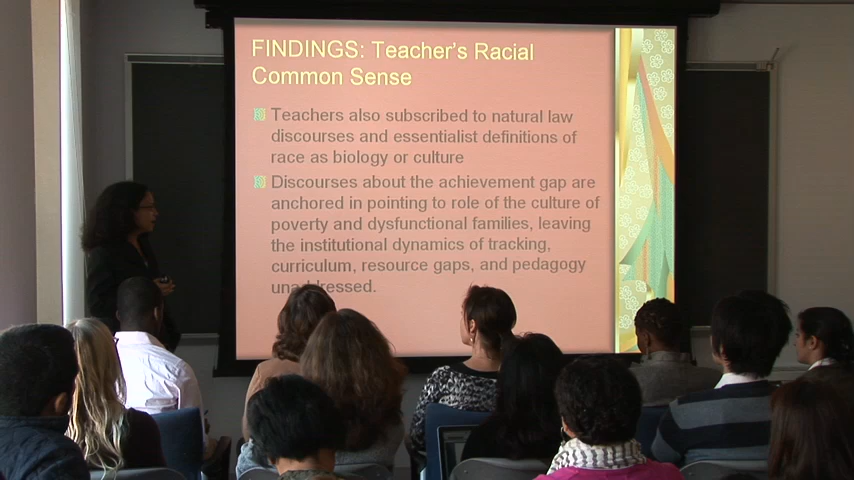 FINDINGS: Teacher's Racial
Common Sense
Teachers also subscribed to natural law
discourses and essentialist definitions of
race as biology or culture
Discourses about the achievement gap are
anchored in pointing to role of the culture of
poverty and dysfunctional families, leaving
the institutional dynamics of tracking,
curriculum, resource gaps, and pedagogy
unaddressed.